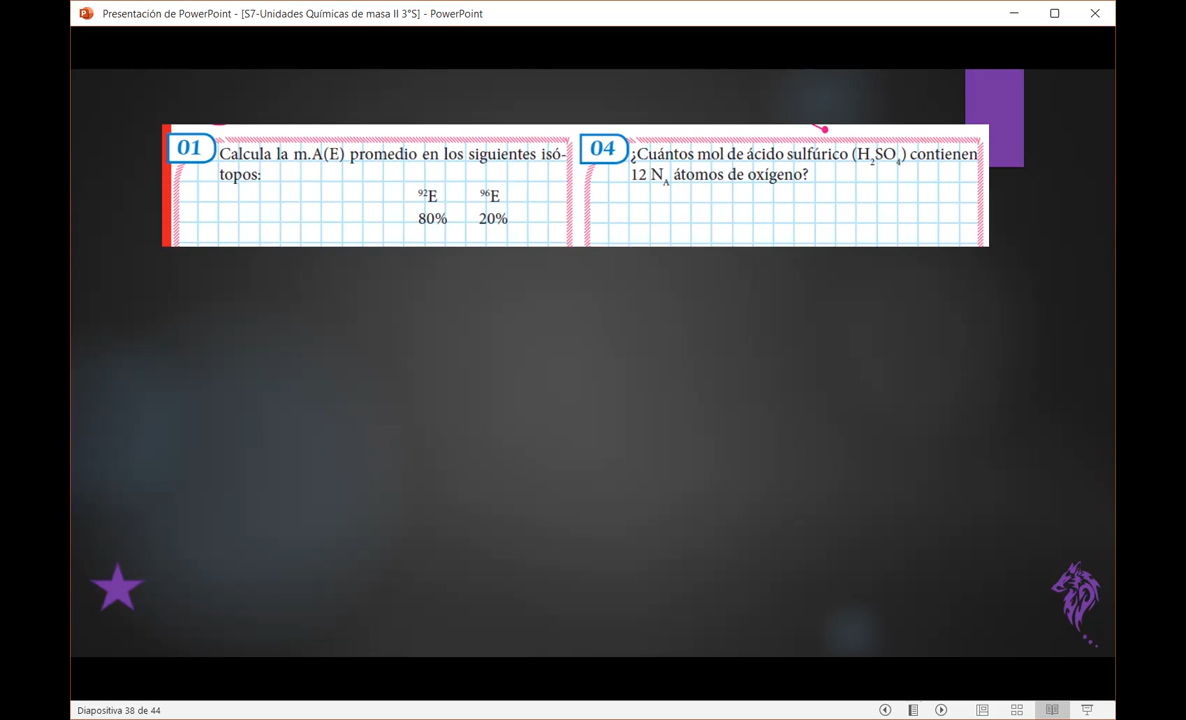 Presentación de PowerPoint - [S7-Unidades Químicas de masa II 3°S] - PowerPoint
01
Calcula la m.A(E) promedio en los siguientes isó-
topos:
⁹²E ⁹⁶E
80% 20%
04
¿Cuántos mol de ácido sulfúrico (H₂SO₄) contienen
12 N_A átomos de oxígeno?
Diapositiva 38 de 44